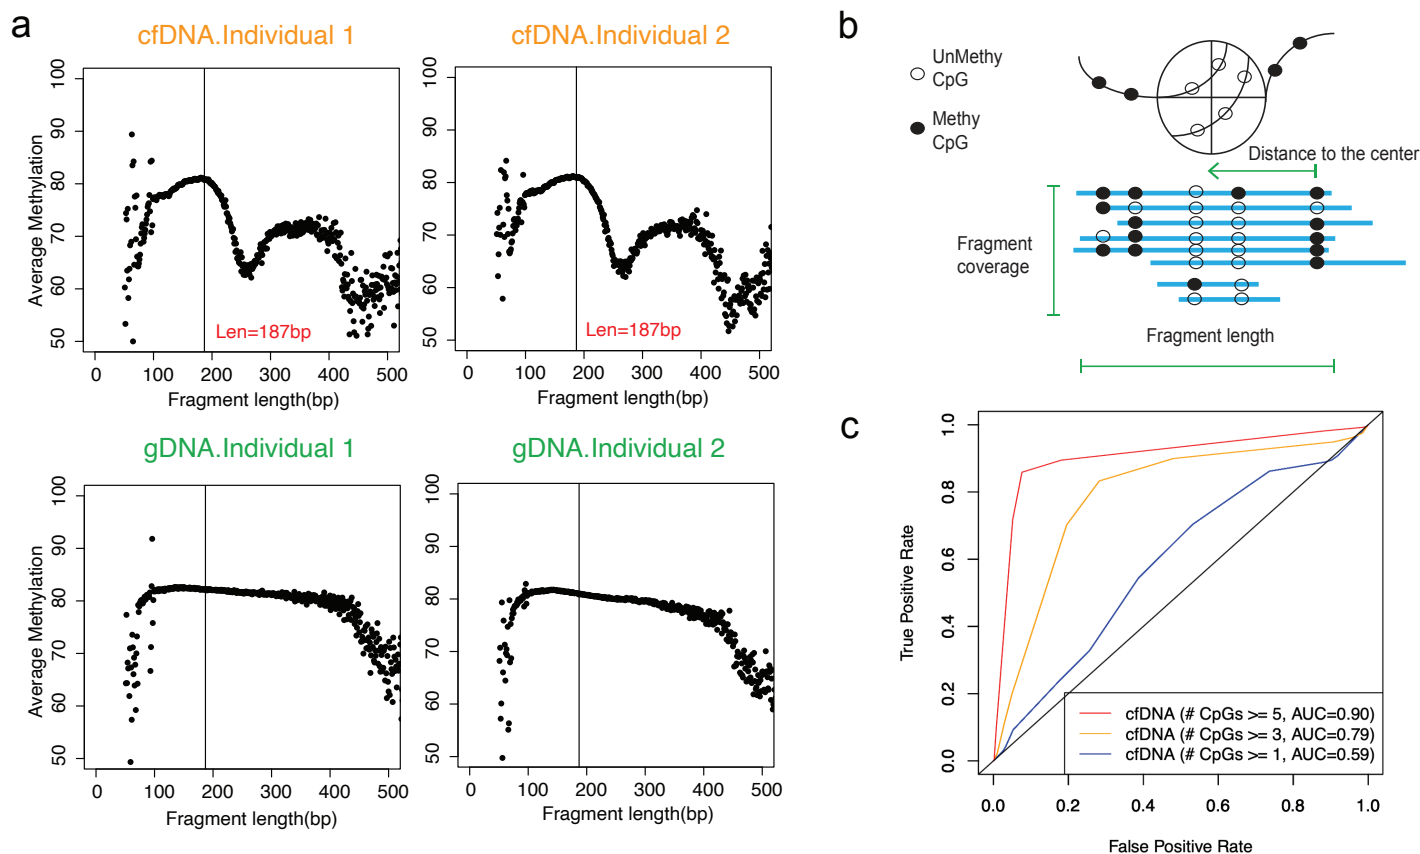 a
cfDNA.Individual 1
cfDNA.Individual 2
Average Methylation
100
90
80
70
60
50
Len=187bp
0 100 200 300 400 500
Fragment length(bp)
100
90
80
70
60
50
Len=187bp
0 100 200 300 400 500
Fragment length(bp)
gDNA.Individual 1
gDNA.Individual 2
Average Methylation
100
90
80
70
60
50
0 100 200 300 400 500
Fragment length(bp)
100
90
80
70
60
50
0 100 200 300 400 500
Fragment length(bp)
b
UnMethy
CpG
Methy
CpG
Distance to the center
Fragment
coverage
Fragment length
c
True Positive Rate
1.0
0.8
0.6
0.4
0.2
0.0
cfDNA (# CpGs >= 5, AUC=0.90)
cfDNA (# CpGs >= 3, AUC=0.79)
cfDNA (# CpGs >= 1, AUC=0.59)
0.0 0.2 0.4 0.6 0.8 1.0
False Positive Rate